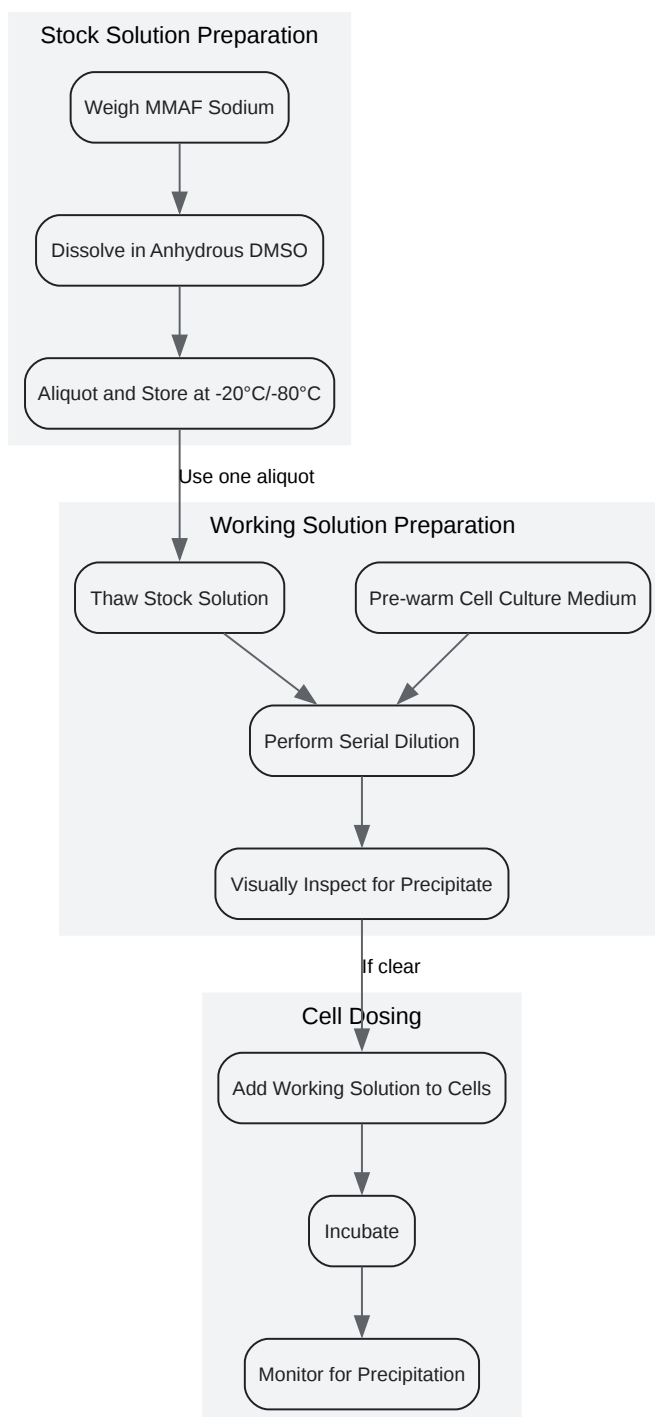 Stock Solution Preparation
Weigh MMAF Sodium
Dissolve in Anhydrous DMSO
Aliquot and Store at -20°C/-80°C
Use one aliquot
Working Solution Preparation
Thaw Stock Solution
Pre-warm Cell Culture Medium
Perform Serial Dilution
Visually Inspect for Precipitate
If clear
Cell Dosing
Add Working Solution to Cells
Incubate
Monitor for Precipitation